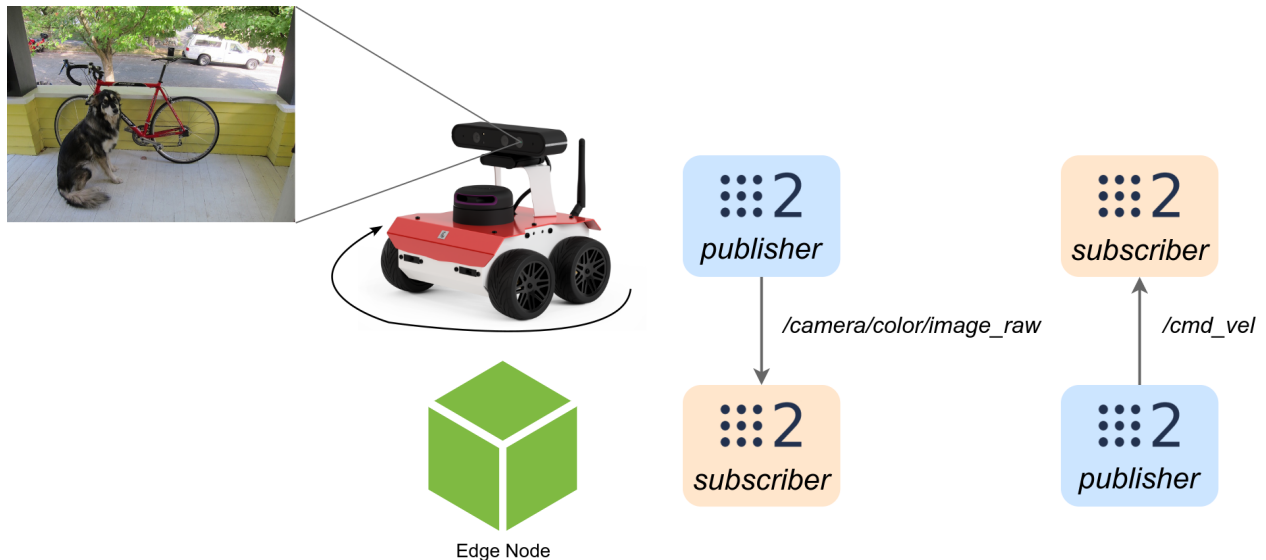 2
publisher
2
subscriber
/camera/color/image_raw
/cmd_vel
2
subscriber
2
publisher
Edge Node